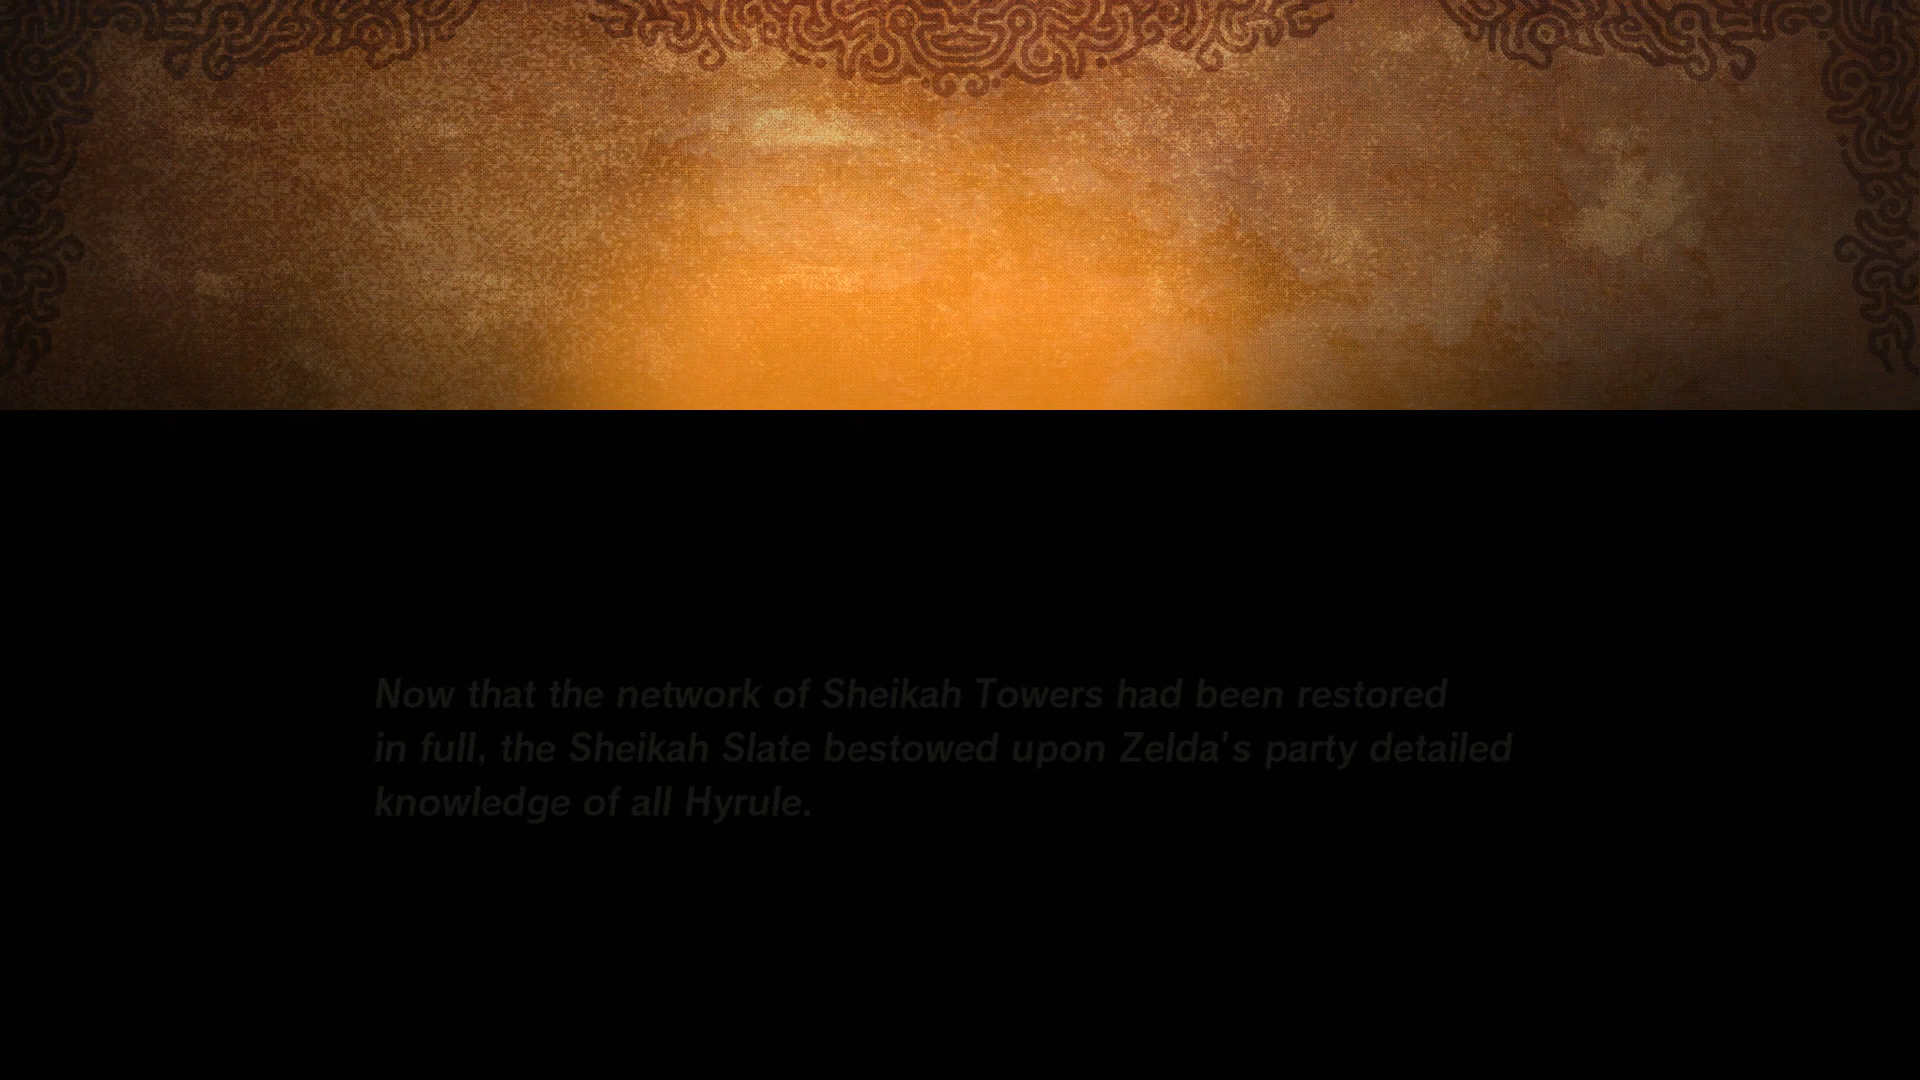 Now that the network of Sheikah Towers had been restored
in full, the Sheikah Slate bestowed upon Zelda's party detailed
knowledge of all Hyrule.